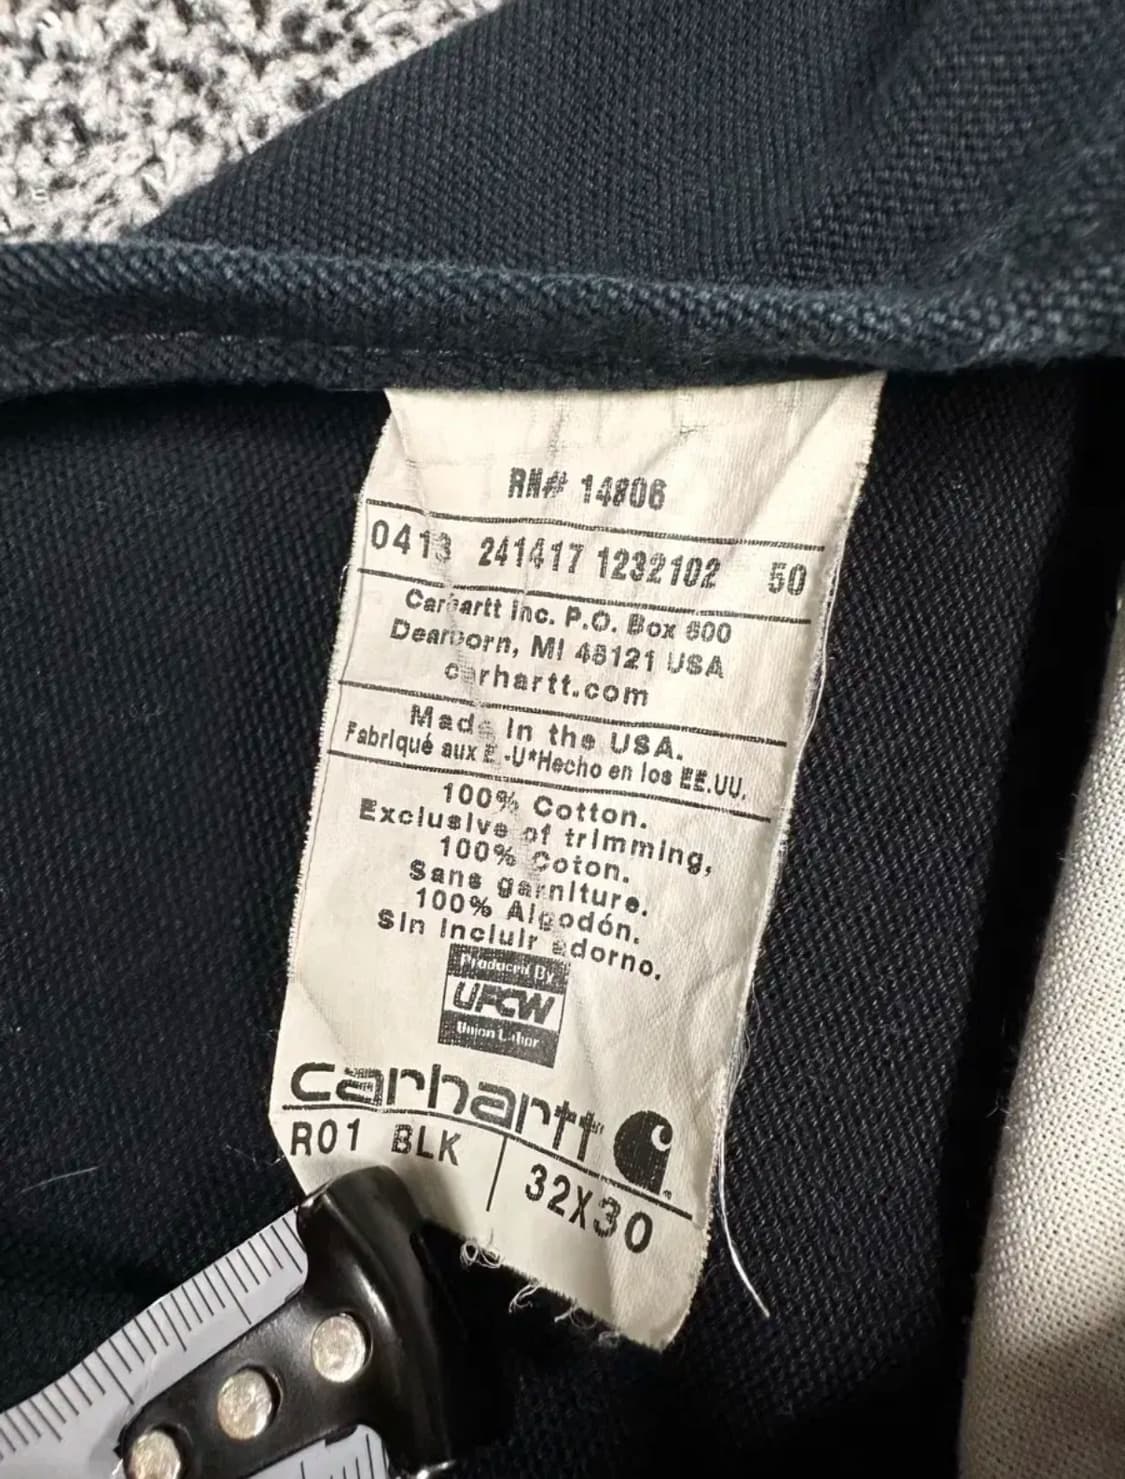 RN# 14806
0413 241417 1232102 50
Carhartt Inc. P.O. Box 600
Dearborn, MI 48121 USA
carhartt.com
Made in the USA.
Fabriqué aux É.-U*Hecho en los EE.UU.
100% Cotton.
Exclusive of trimming,
100% Coton.
Sans garniture.
100% Algodón.
Sin incluir adorno.
Produced By
UFCW
Union Labor
carhartt
R01 BLK 32X30